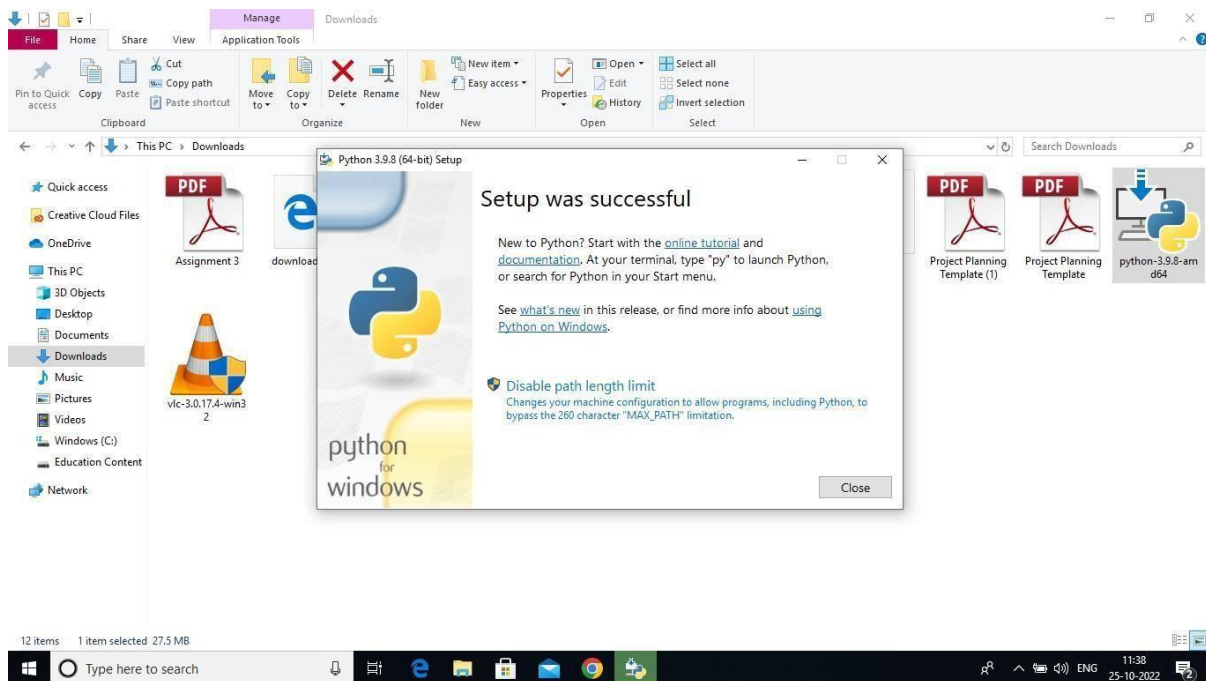 Manage
Downloads
File
Home
Share
View
Application Tools
Pin to Quick access
Copy
Paste
Cut
Copy path
Paste shortcut
Clipboard
Move to
Copy to
Delete
Rename
Organize
New folder
New item
Easy access
New
Properties
Open
Edit
History
Open
Select all
Select none
Invert selection
Select
This PC > Downloads
Search Downloads
Quick access
Creative Cloud Files
OneDrive
This PC
3D Objects
Desktop
Documents
Downloads
Music
Pictures
Videos
Windows (C:)
Education Content
Network
PDF
Assignment 3
download
vlc-3.0.17.4-win3
2
Python 3.9.8 (64-bit) Setup
Setup was successful
New to Python? Start with the online tutorial and
documentation. At your terminal, type "py" to launch Python,
or search for Python in your Start menu.
See what's new in this release, or find more info about using
Python on Windows.
Disable path length limit
Changes your machine configuration to allow programs, including Python, to
bypass the 260 character "MAX_PATH" limitation.
python
for
windows
Close
PDF
Project Planning
Template (1)
PDF
Project Planning
Template
python-3.9.8-am
d64
12 items
1 item selected 27.5 MB
Type here to search
ENG
11:38
25-10-2022
2